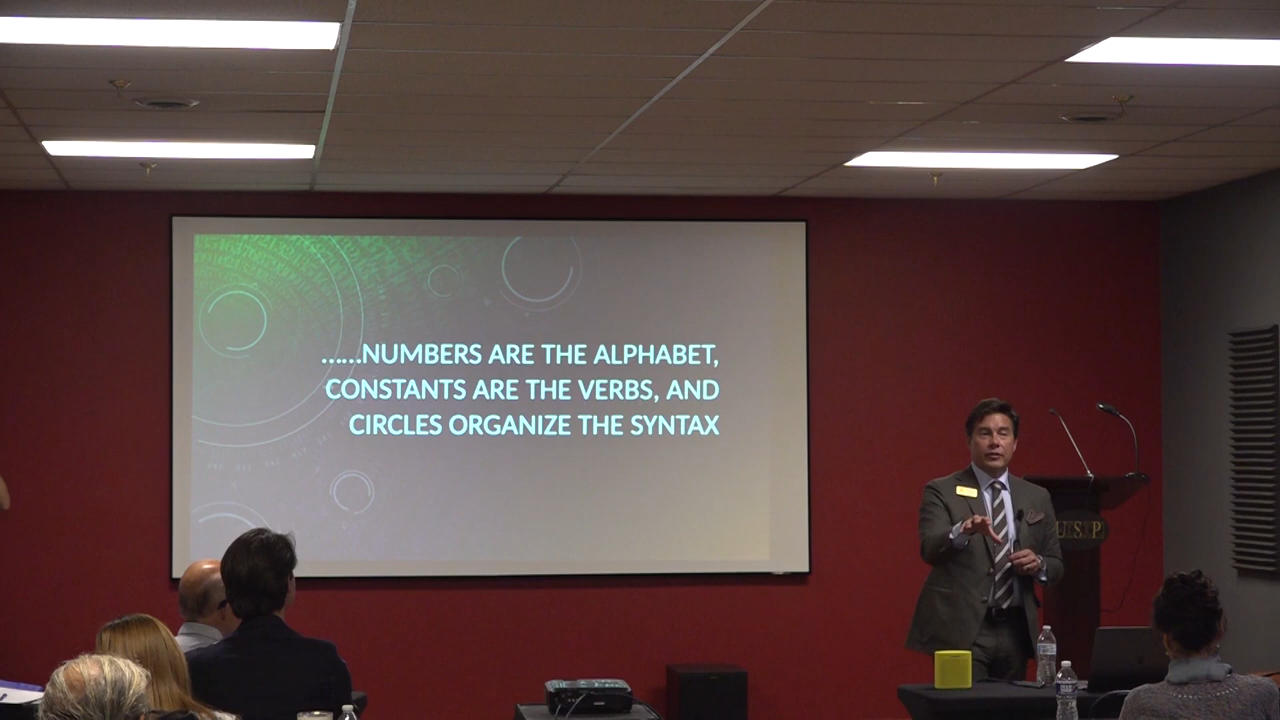 ……NUMBERS ARE THE ALPHABET,
CONSTANTS ARE THE VERBS, AND
CIRCLES ORGANIZE THE SYNTAX